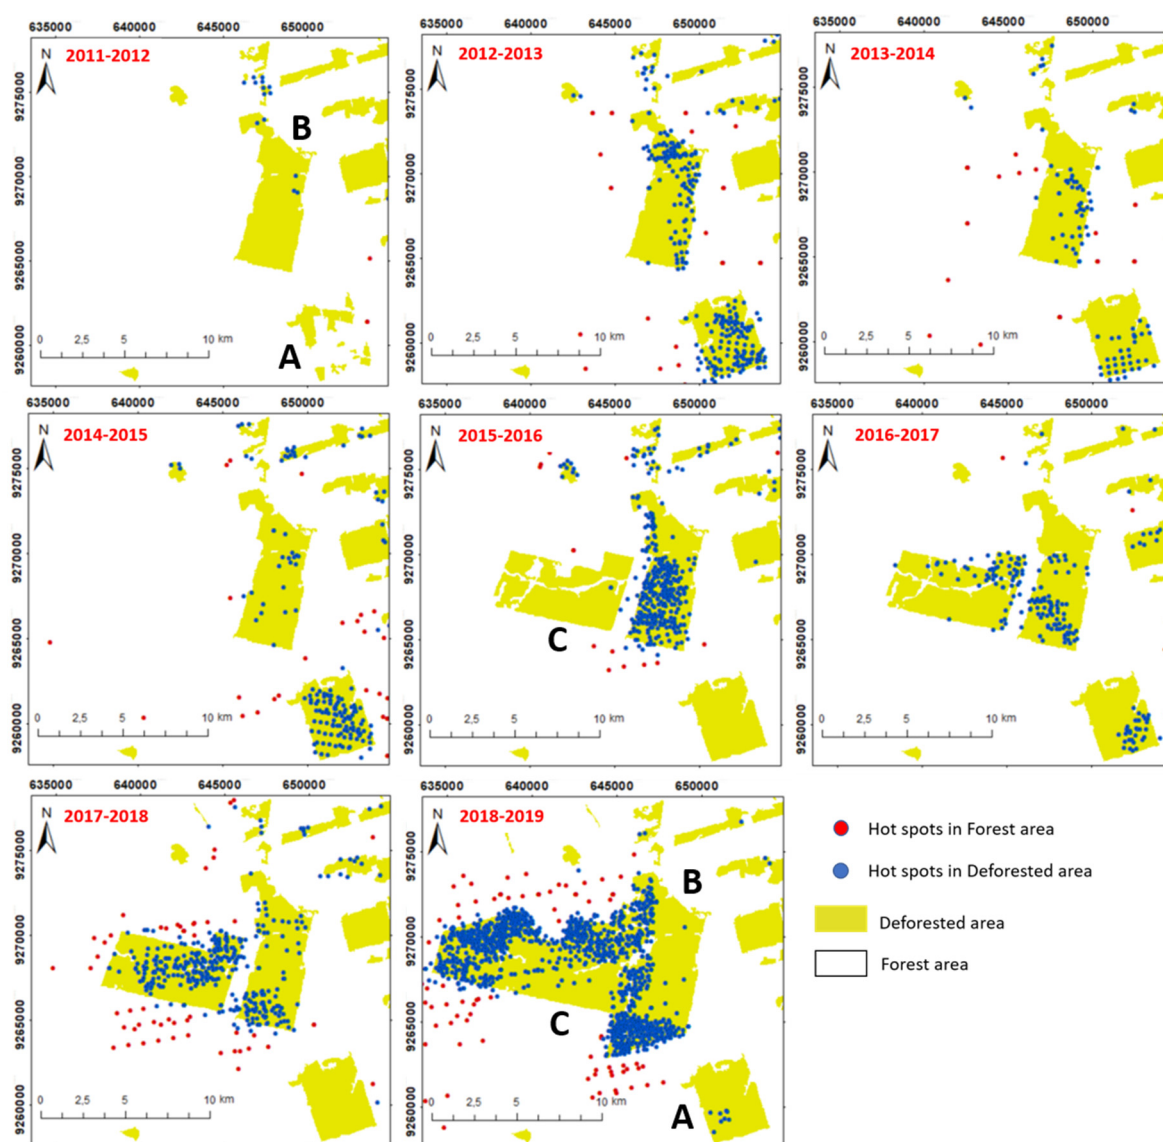 635000 640000 645000 650000
635000 640000 645000 650000
635000 640000 645000 650000
N
2011-2012
N
2012-2013
N
2013-2014
B
9275000
9270000
9265000
9260000
9275000
9270000
9265000
9260000
9275000
9270000
9265000
9260000
0 2,5 5 10 km
0 2,5 5 10 km
0 2,5 5 10 km
A
635000 640000 645000 650000
635000 640000 645000 650000
635000 640000 645000 650000
N
2014-2015
N
2015-2016
N
2016-2017
9275000
9270000
9265000
9260000
9275000
9270000
9265000
9260000
9275000
9270000
9265000
9260000
C
0 2,5 5 10 km
0 2,5 5 10 km
0 2,5 5 10 km
635000 640000 645000 650000
635000 640000 645000 650000
N
2017-2018
N
2018-2019
9275000
9270000
9265000
9260000
9275000
9270000
9265000
9260000
B
C
A
0 2,5 5 10 km
0 2,5 5 10 km
Hot spots in Forest area
Hot spots in Deforested area
Deforested area
Forest area